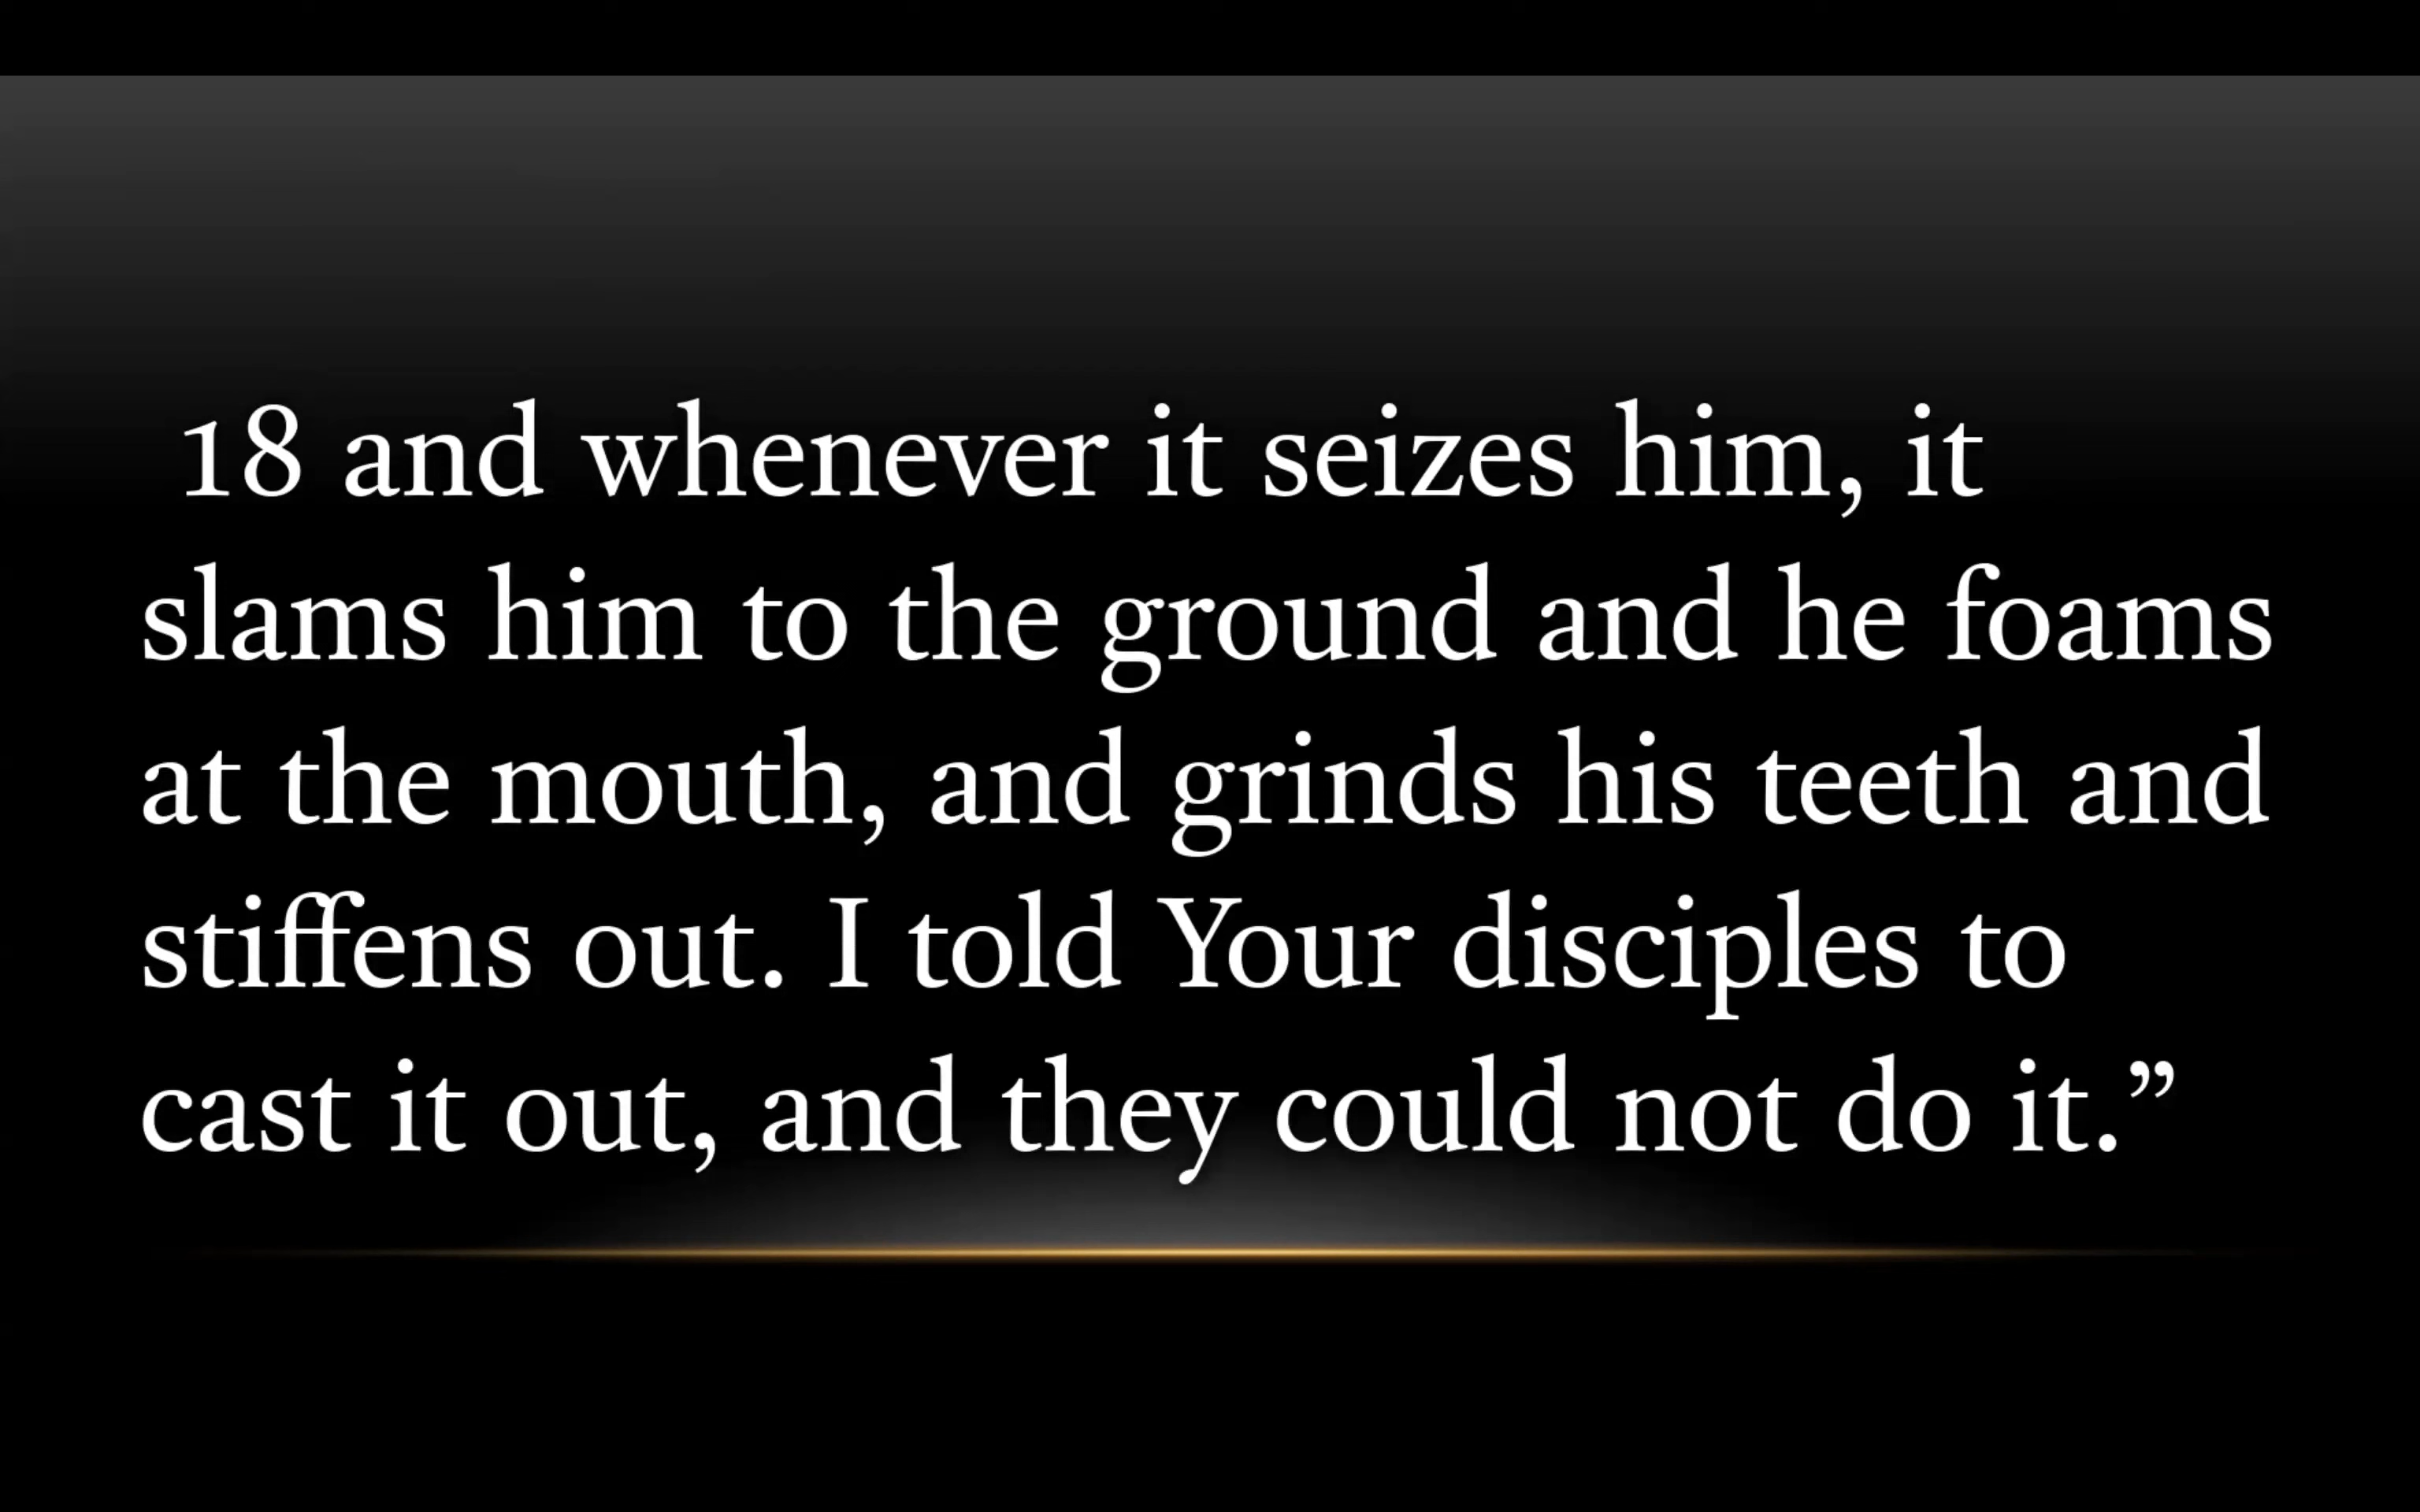 18 and whenever it seizes him, it
slams him to the ground and he foams
at the mouth, and grinds his teeth and
stiffens out. I told Your disciples to
cast it out, and they could not do it.”